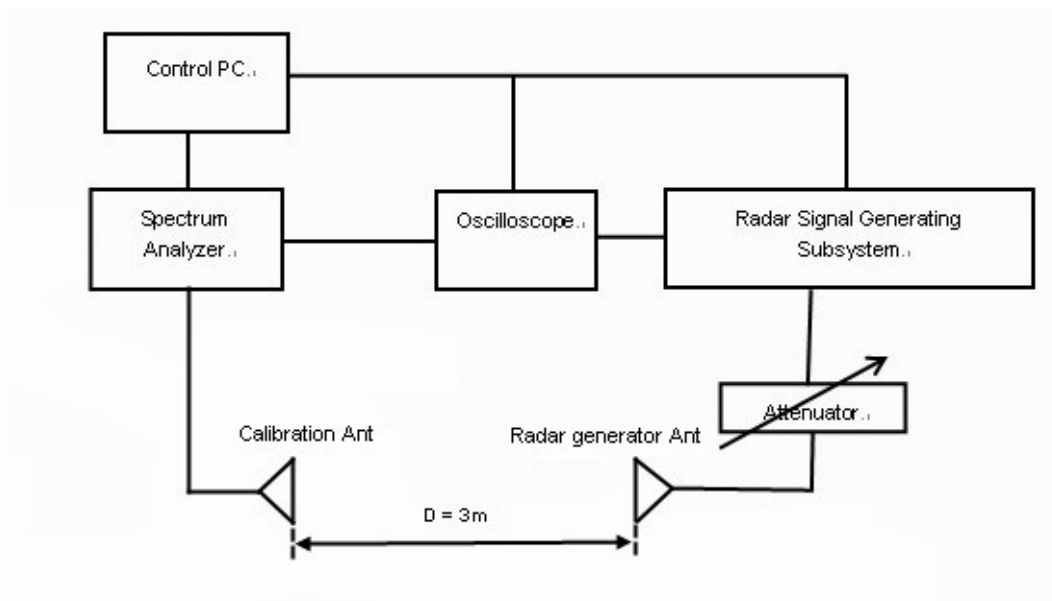 Control PC
Spectrum
Analyzer
Oscilloscope
Radar Signal Generating
Subsystem
Attenuator
Calibration Ant
Radar generator Ant
D = 3m